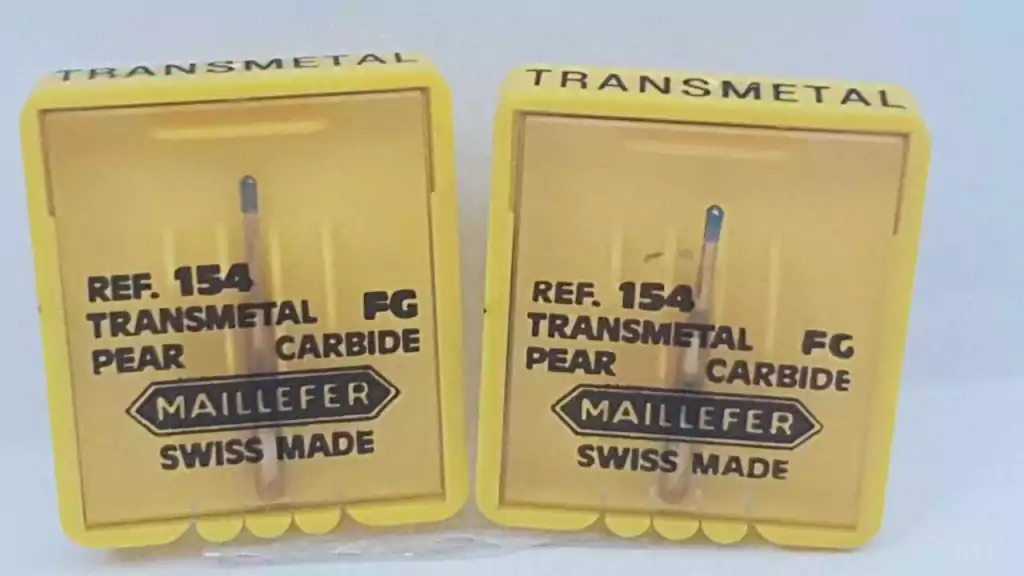 TRANSMETAL
REF. 154
TRANSMETAL FG
PEAR CARBIDE
MAILLEFER
SWISS MADE
TRANSMETAL
REF. 154
TRANSMETAL FG
PEAR CARBIDE
MAILLEFER
SWISS MADE